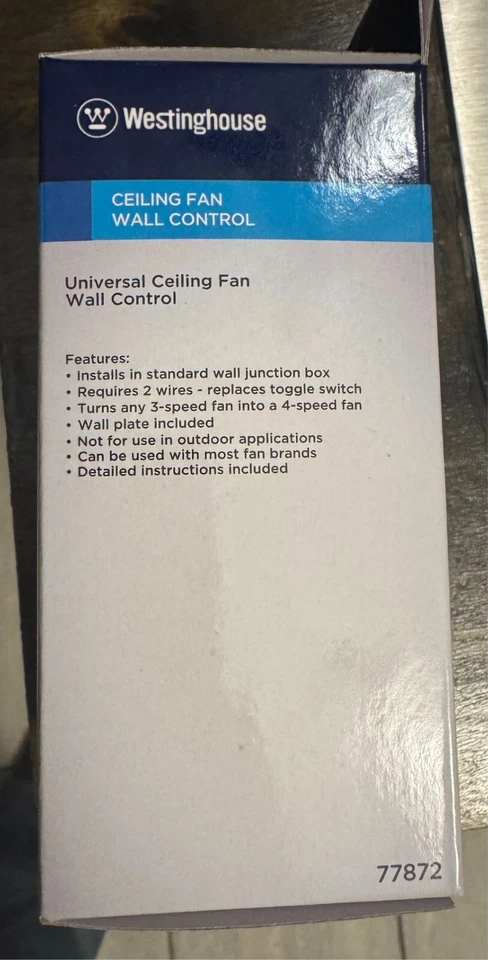 Westinghouse
CEILING FAN
WALL CONTROL
Universal Ceiling Fan
Wall Control
Features:
• Installs in standard wall junction box
• Requires 2 wires - replaces toggle switch
• Turns any 3-speed fan into a 4-speed fan
• Wall plate included
• Not for use in outdoor applications
• Can be used with most fan brands
• Detailed instructions included
77872